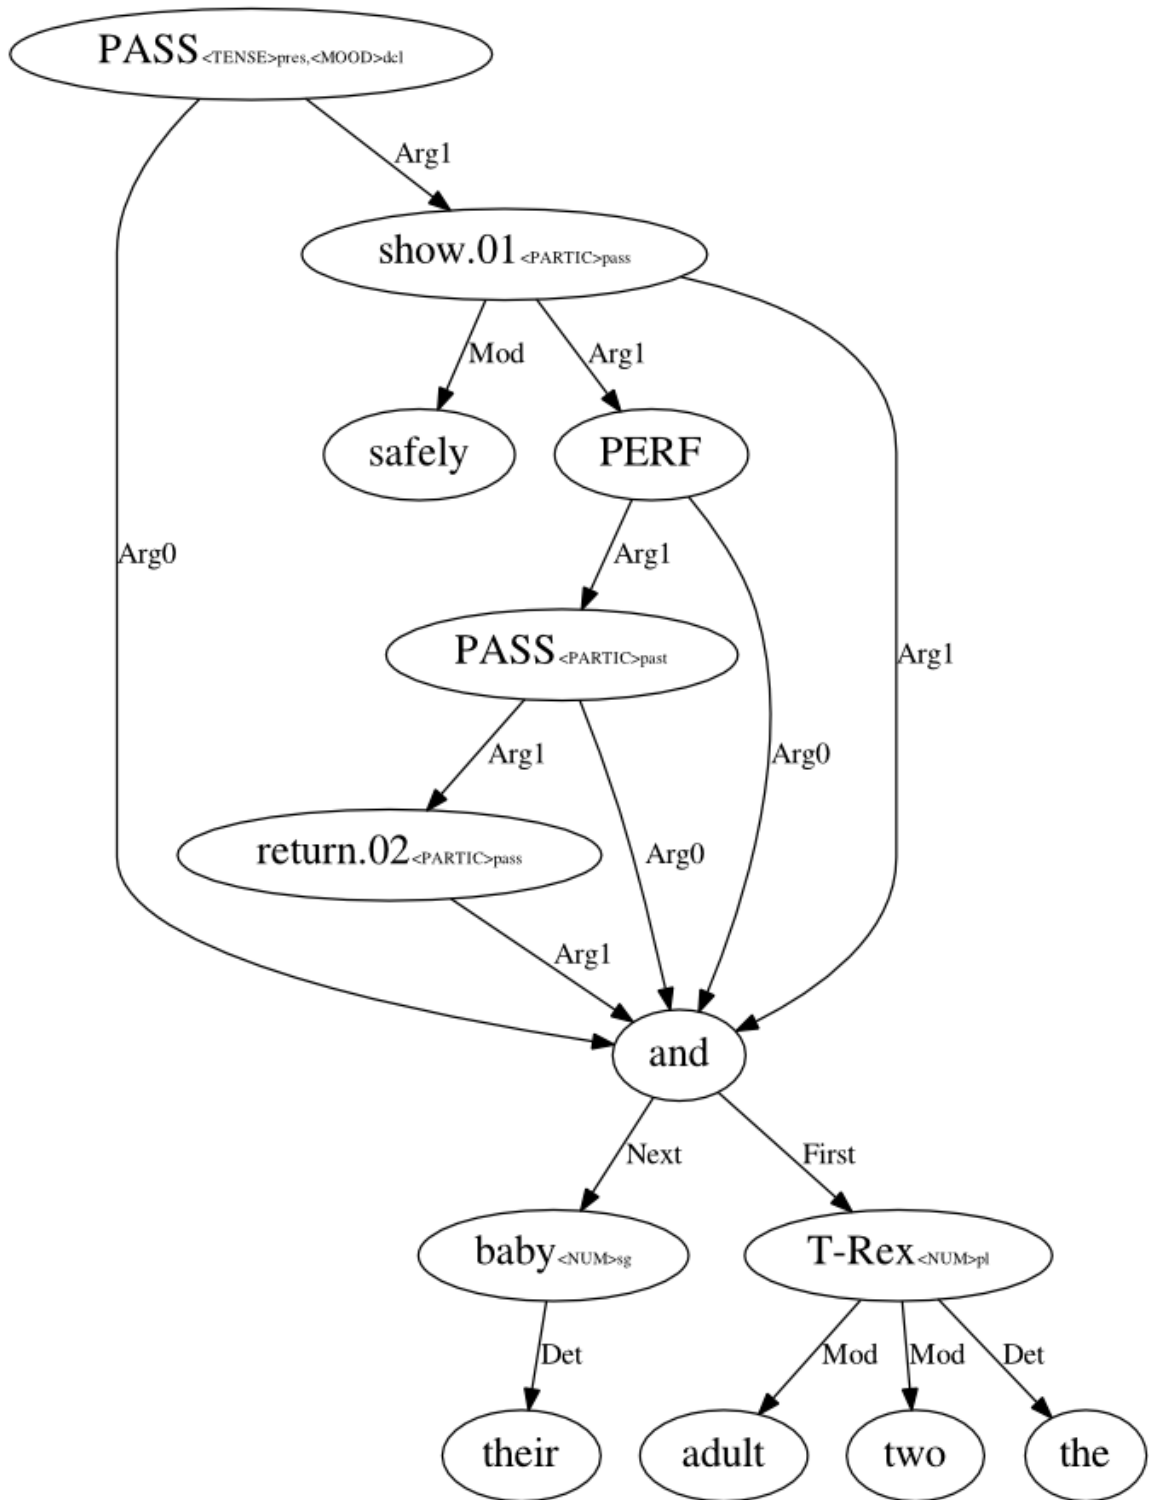 PASS<TENSE>pres,<MOOD>dcl
Arg1
show.01<PARTIC>pass
Mod
Arg1
safely
PERF
Arg0
Arg1
PASS<PARTIC>past
Arg1
Arg1
Arg0
return.02<PARTIC>pass
Arg0
Arg1
and
Next
First
baby<NUM>sg
T-Rex<NUM>pl
Det
Mod
Mod
Det
their
adult
two
the